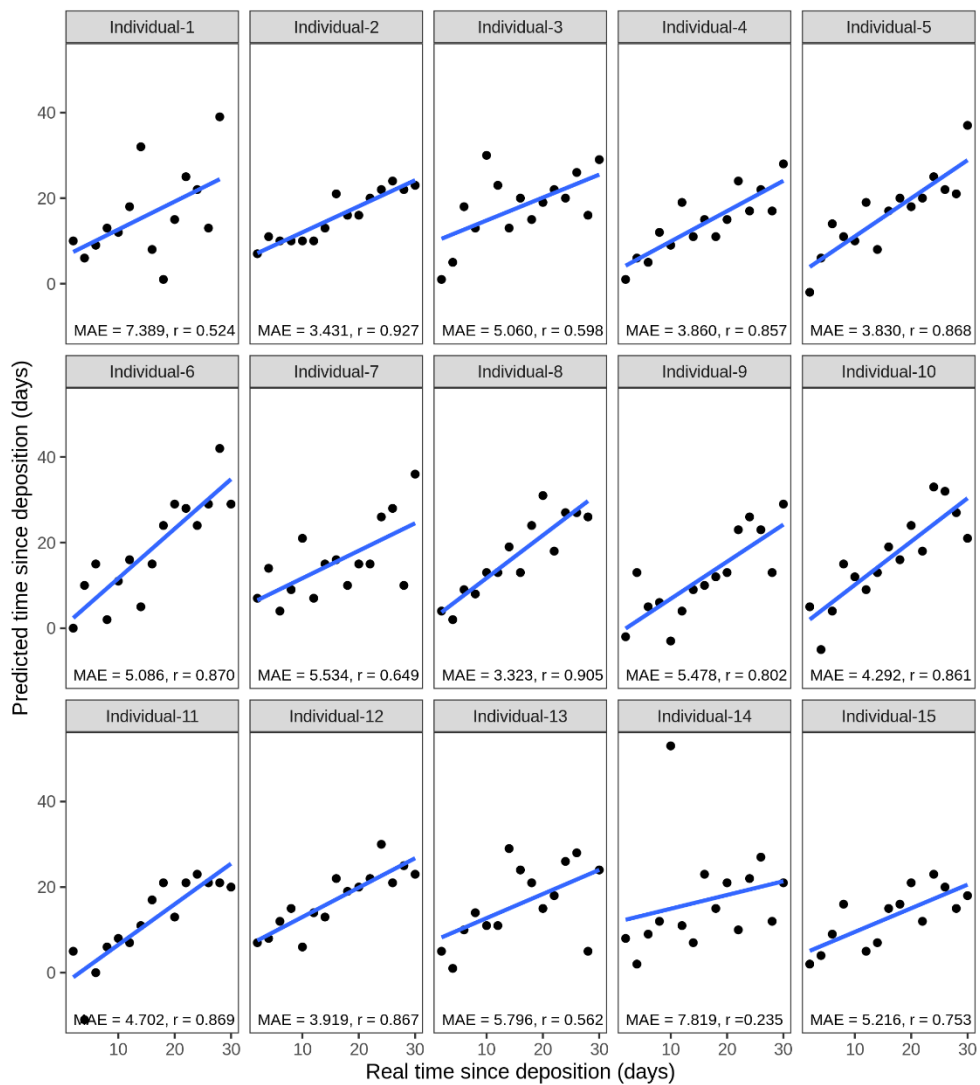 Individual-1 Individual-2 Individual-3 Individual-4 Individual-5
40
20
0
MAE = 7.389, r = 0.524 MAE = 3.431, r = 0.927 MAE = 5.060, r = 0.598 MAE = 3.860, r = 0.857 MAE = 3.830, r = 0.868
Individual-6 Individual-7 Individual-8 Individual-9 Individual-10
Predicted time since deposition (days)
40
20
0
MAE = 5.086, r = 0.870 MAE = 5.534, r = 0.649 MAE = 3.323, r = 0.905 MAE = 5.478, r = 0.802 MAE = 4.292, r = 0.861
Individual-11 Individual-12 Individual-13 Individual-14 Individual-15
40
20
0
MAE = 4.702, r = 0.869 MAE = 3.919, r = 0.867 MAE = 5.796, r = 0.562 MAE = 7.819, r =0.235 MAE = 5.216, r = 0.753
10 20 30 10 20 30 10 20 30 10 20 30 10 20 30
Real time since deposition (days)